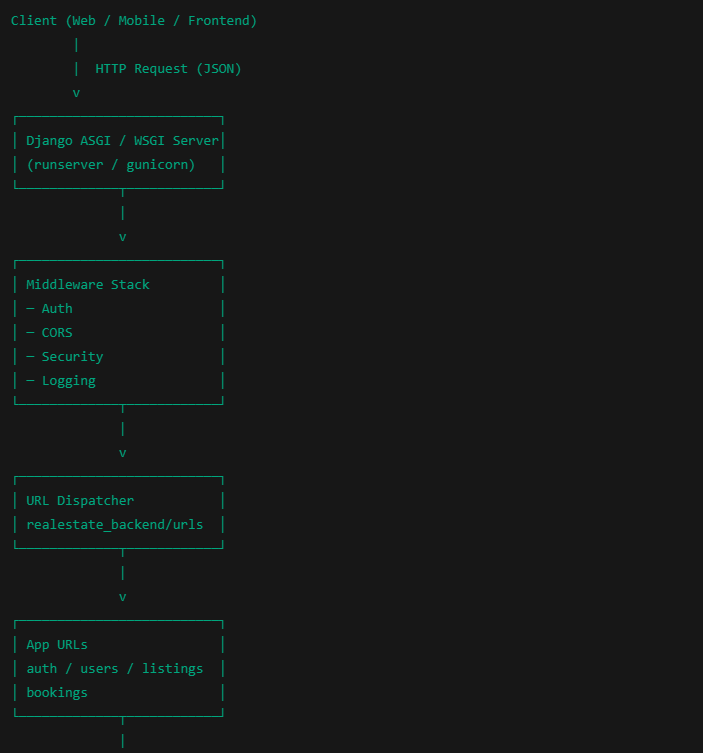 Client (Web / Mobile / Frontend)
|
| HTTP Request (JSON)
v
Django ASGI / WSGI Server
(runserver / gunicorn)
|
v
Middleware Stack
─ Auth
─ CORS
─ Security
─ Logging
|
v
URL Dispatcher
realestate_backend/urls
|
v
App URLs
auth / users / listings
bookings
|